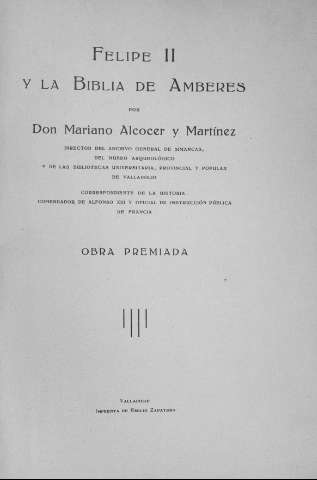 FELIPE II
Y LA BIBLIA DE AMBERES
POR
Don Mariano Alcocer y Martínez
DIRECTOR DEL ARCHIVO GENERAL DE SIMANCAS,
DEL MUSEO ARQUEOLÓGICO
Y DE LAS BIBLIOTECAS UNIVERSITARIA, PROVINCIAL Y POPULAR
DE VALLADOLID
CORRESPONDIENTE DE LA HISTORIA
COMENDADOR DE ALFONSO XII Y OFICIAL DE INSTRUCCIÓN PÚBLICA
DE FRANCIA
OBRA PREMIADA
VALLADOLID
IMPRENTA DE EMILIO ZAPATERO